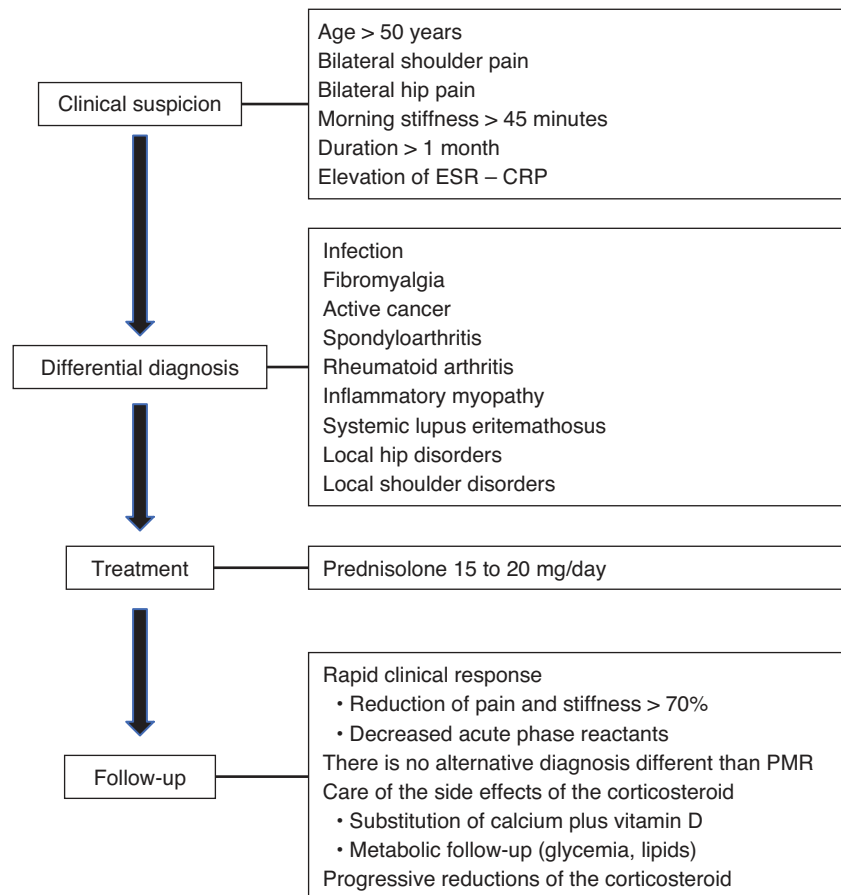 Clinical suspicion
Age > 50 years
Bilateral shoulder pain
Bilateral hip pain
Morning stiffness > 45 minutes
Duration > 1 month
Elevation of ESR – CRP
Differential diagnosis
Infection
Fibromyalgia
Active cancer
Spondyloarthritis
Rheumatoid arthritis
Inflammatory myopathy
Systemic lupus eritemathosus
Local hip disorders
Local shoulder disorders
Treatment
Prednisolone 15 to 20 mg/day
Follow-up
Rapid clinical response
• Reduction of pain and stiffness > 70%
• Decreased acute phase reactants
There is no alternative diagnosis different than PMR
Care of the side effects of the corticosteroid
• Substitution of calcium plus vitamin D
• Metabolic follow-up (glycemia, lipids)
Progressive reductions of the corticosteroid